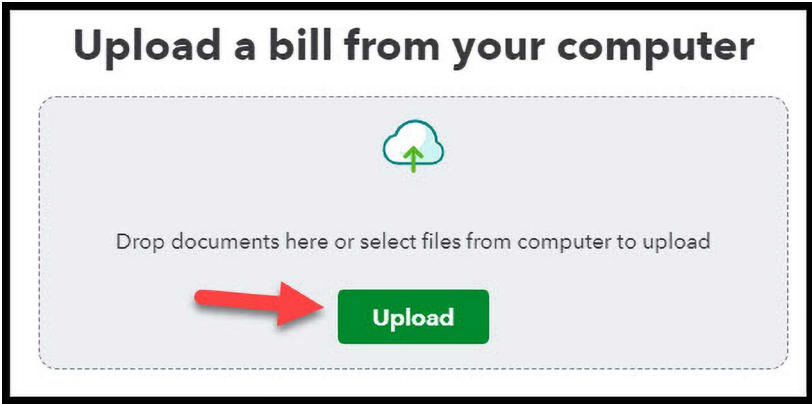 Upload a bill from your computer
Drop documents here or select files from computer to upload
Upload